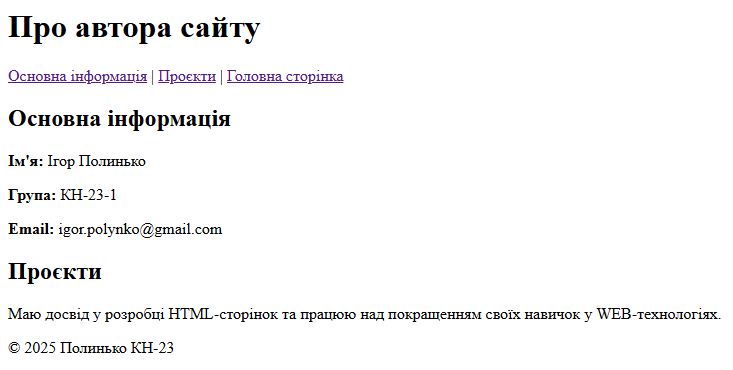 Про автора сайту
Основна інформація | Проєкти | Головна сторінка
Основна інформація
Ім'я: Ігор Полинько
Група: КН-23-1
Email: igor.polynko@gmail.com
Проєкти
Маю досвід у розробці HTML-сторінок та працюю над покращенням своїх навичок у WEB-технологіях.
© 2025 Полинько КН-23